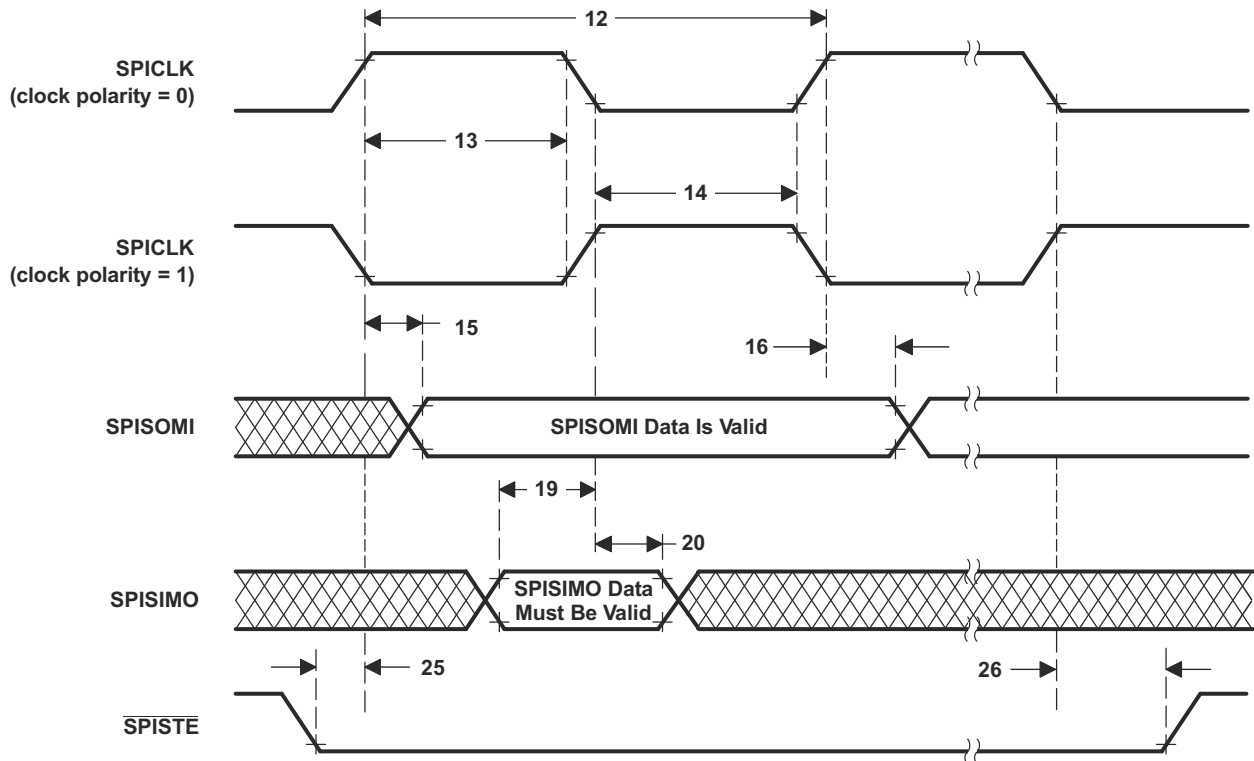 12
SPICLK
(clock polarity = 0)
13
14
SPICLK
(clock polarity = 1)
15
16
SPISOMI
SPISOMI Data Is Valid
19
20
SPISIMO
SPISIMO Data
Must Be Valid
25
26
SPISTE